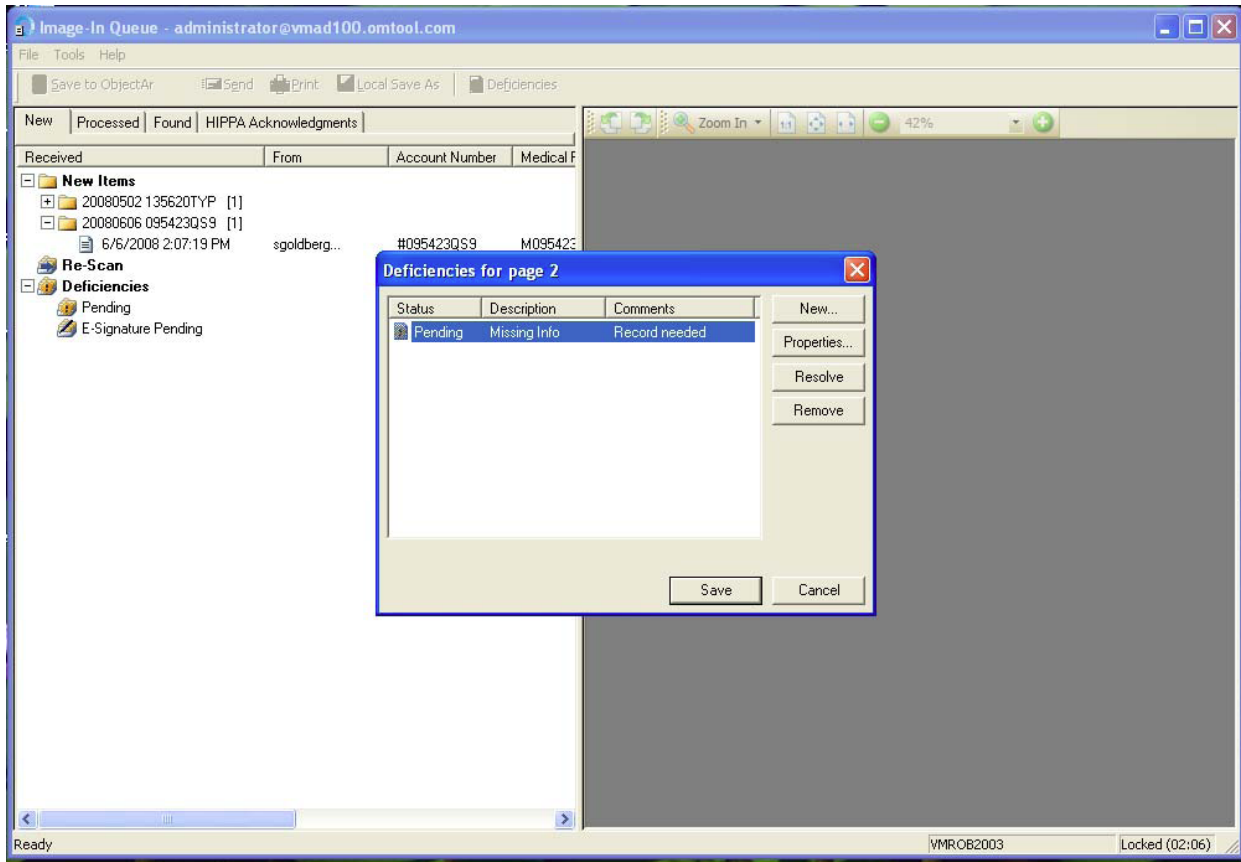 Image-In Queue - administrator@vmad100.omtool.com
File Tools Help
Save to ObjectAr Send Print Local Save As Deficiencies
New Processed Found HIPPA Acknowledgments
Zoom In 1:1 42%
Received From Account Number Medical F
New Items
20080502 135620TYP [1]
20080606 095423QS9 [1]
6/6/2008 2:07:19 PM sgoldberg... #095423QS9 M095423
Re-Scan
Deficiencies
Pending
E-Signature Pending
Deficiencies for page 2
Status Description Comments
Pending Missing Info Record needed
New...
Properties...
Resolve
Remove
Save Cancel
Ready VMROB2003 Locked (02:06)